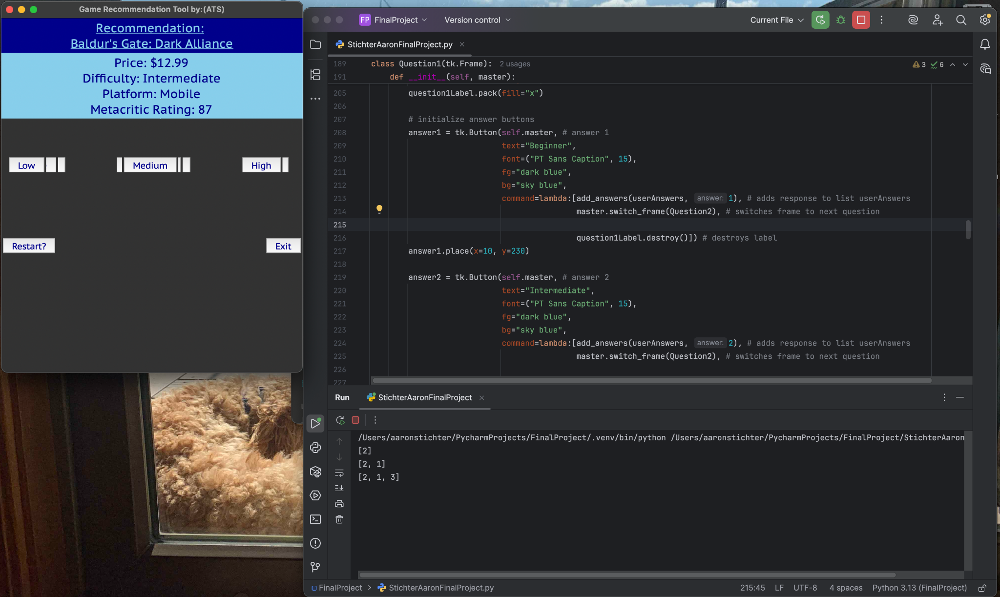 Game Recommendation Tool by:(ATS)
Recommendation:
Baldur's Gate: Dark Alliance
Price: $12.99
Difficulty: Intermediate
Platform: Mobile
Metacritic Rating: 87
Low
Medium
High
Restart?
Exit
FP FinalProject
Version control
Current File
StichterAaronFinalProject.py
3 6
189 class Question1(tk.Frame): 2 usages
191 def __init__(self, master):
205 question1Label.pack(fill="x")
206
207 # initialize answer buttons
208 answer1 = tk.Button(self.master, # answer 1
209 text="Beginner",
210 font=("PT Sans Caption", 15),
211 fg="dark blue",
212 bg="sky blue",
213 command=lambda:[add_answers(userAnswers, answer: 1), # adds response to list userAnswers
214 master.switch_frame(Question2), # switches frame to next question
215
216 question1Label.destroy()]) # destroys label
217 answer1.place(x=10, y=230)
218
219 answer2 = tk.Button(self.master, # answer 2
220 text="Intermediate",
221 font=("PT Sans Caption", 15),
222 fg="dark blue",
223 bg="sky blue",
224 command=lambda:[add_answers(userAnswers, answer: 2), # adds response to list userAnswers
225 master.switch_frame(Question2), # switches frame to next question
226
227
Run StichterAaronFinalProject
/Users/aaronstichter/PycharmProjects/FinalProject/.venv/bin/python /Users/aaronstichter/PycharmProjects/FinalProject/StichterAaron
[2]
[2, 1]
[2, 1, 3]
FinalProject > StichterAaronFinalProject.py
215:45 LF UTF-8 4 spaces Python 3.13 (FinalProject)